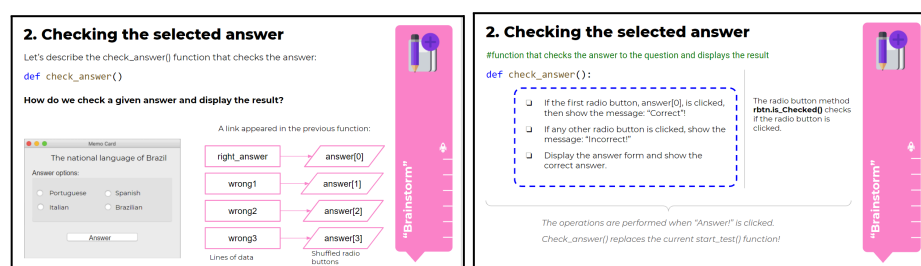 2. Checking the selected answer
Let's describe the check_answer() function that checks the answer:
def check_answer()
How do we check a given answer and display the result?
A link appeared in the previous function:
Memo Card
The national language of Brazil
Answer options:
Portuguese
Spanish
Italian
Brazilian
Answer
right_answer
answer[0]
wrong1
answer[1]
wrong2
answer[2]
wrong3
answer[3]
Lines of data
Shuffled radio
buttons
"Brainstorm"
2. Checking the selected answer
#function that checks the answer to the question and displays the result
def check_answer():
If the first radio button, answer[0], is clicked,
then show the message: "Correct"!
If any other radio button is clicked, show the
message: "Incorrect!"
Display the answer form and show the
correct answer.
The radio button method
rbtn.is_Checked() checks
if the radio button is
clicked.
The operations are performed when "Answer!" is clicked.
Check_answer() replaces the current start_test() function!
"Brainstorm"